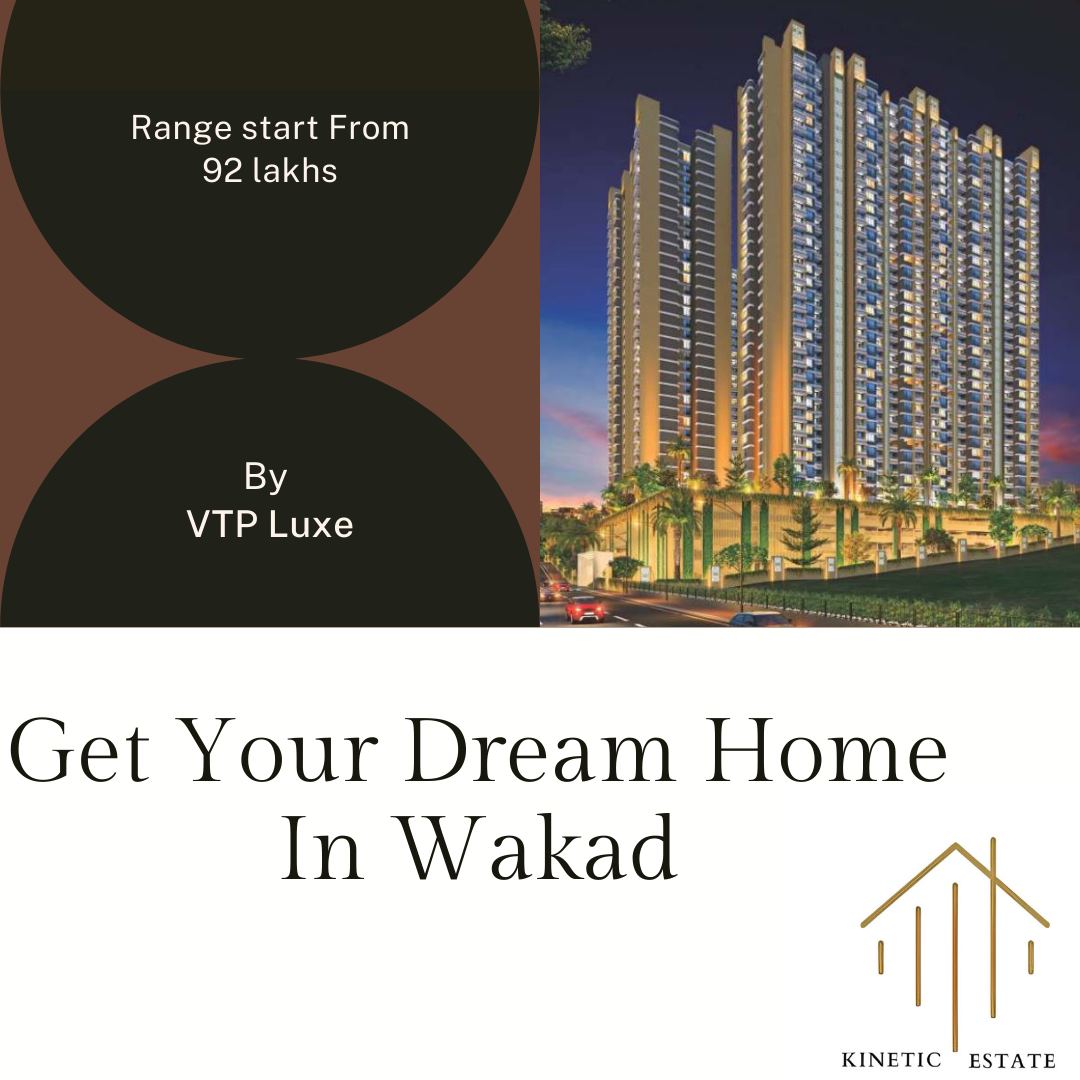 Range start From
92 lakhs
By
VTP Luxe
Get Your Dream Home
In Wakad
KINETIC ESTATE